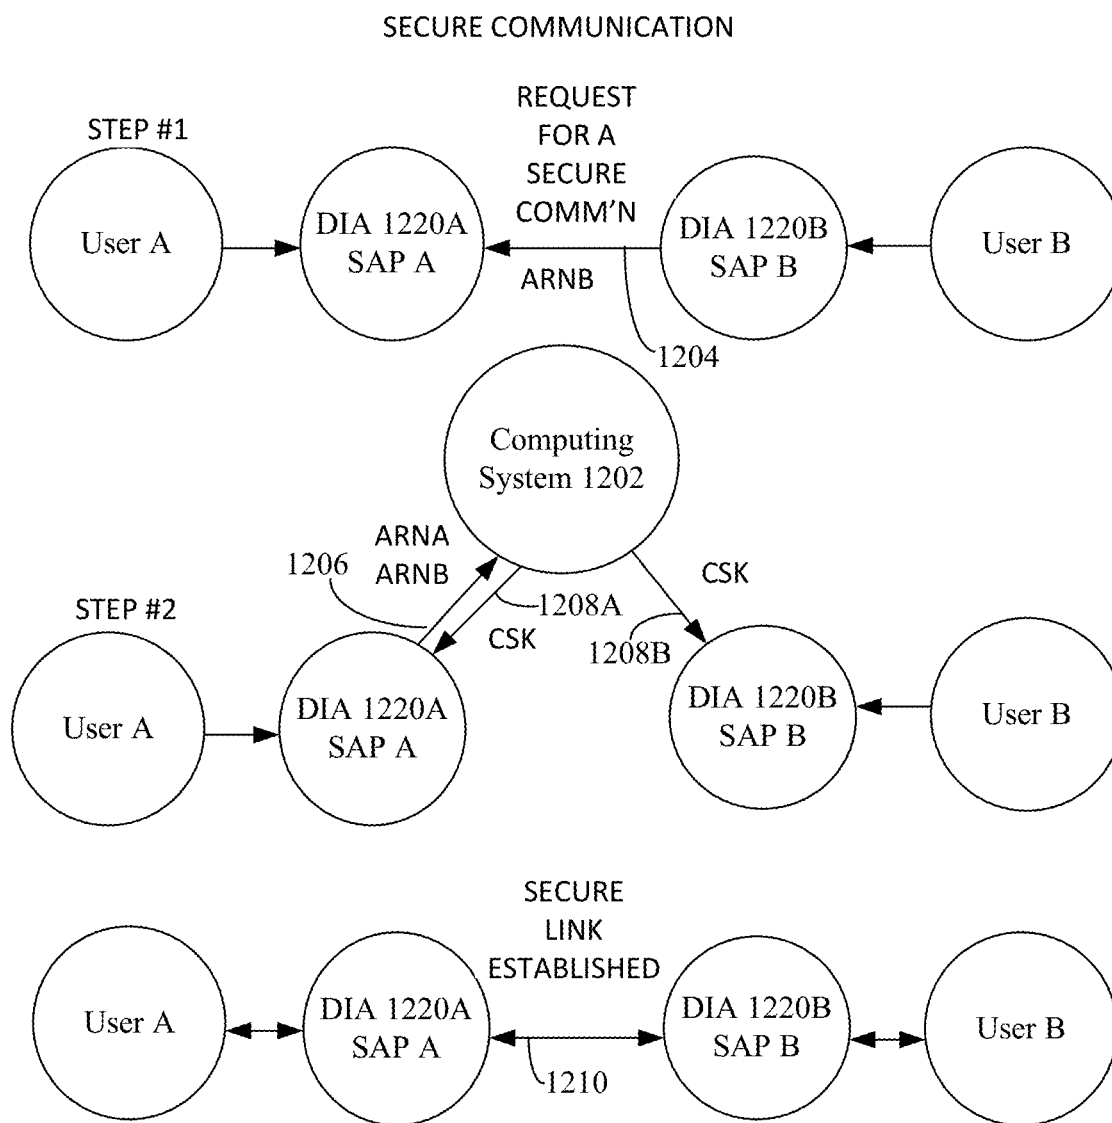 SECURE COMMUNICATION
STEP #1
REQUEST
FOR A
SECURE
COMM'N
User A
DIA 1220A
SAP A
ARNB
DIA 1220B
SAP B
User B
1204
Computing
System 1202
ARNA
ARNB
1206
1208A
CSK
CSK
1208B
STEP #2
User A
DIA 1220A
SAP A
DIA 1220B
SAP B
User B
SECURE
LINK
ESTABLISHED
User A
DIA 1220A
SAP A
DIA 1220B
SAP B
User B
1210